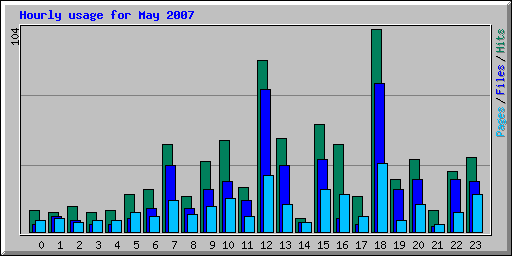 Hourly usage for May 2007
104
Pages / Files / Hits
0 1 2 3 4 5 6 7 8 9 10 11 12 13 14 15 16 17 18 19 20 21 22 23